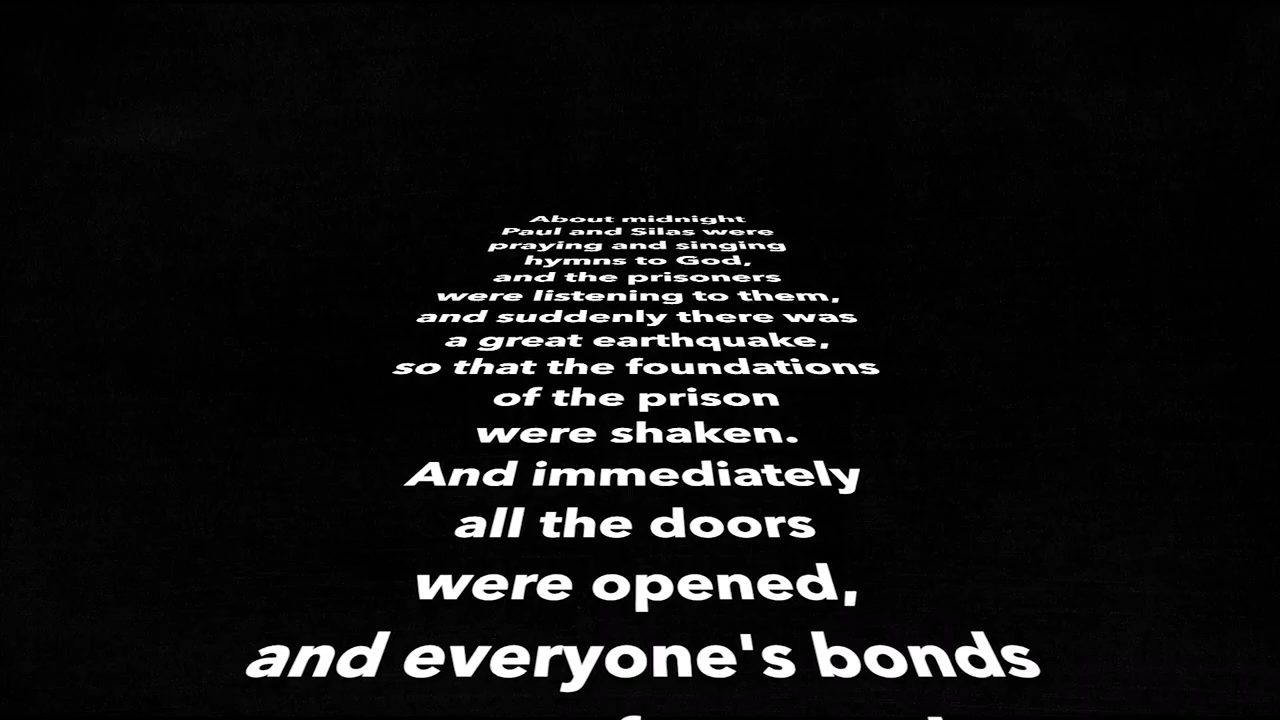 About midnight
Paul and Silas were
praying and singing
hymns to God,
and the prisoners
were listening to them,
and suddenly there was
a great earthquake,
so that the foundations
of the prison
were shaken.
And immediately
all the doors
were opened,
and everyone's bonds